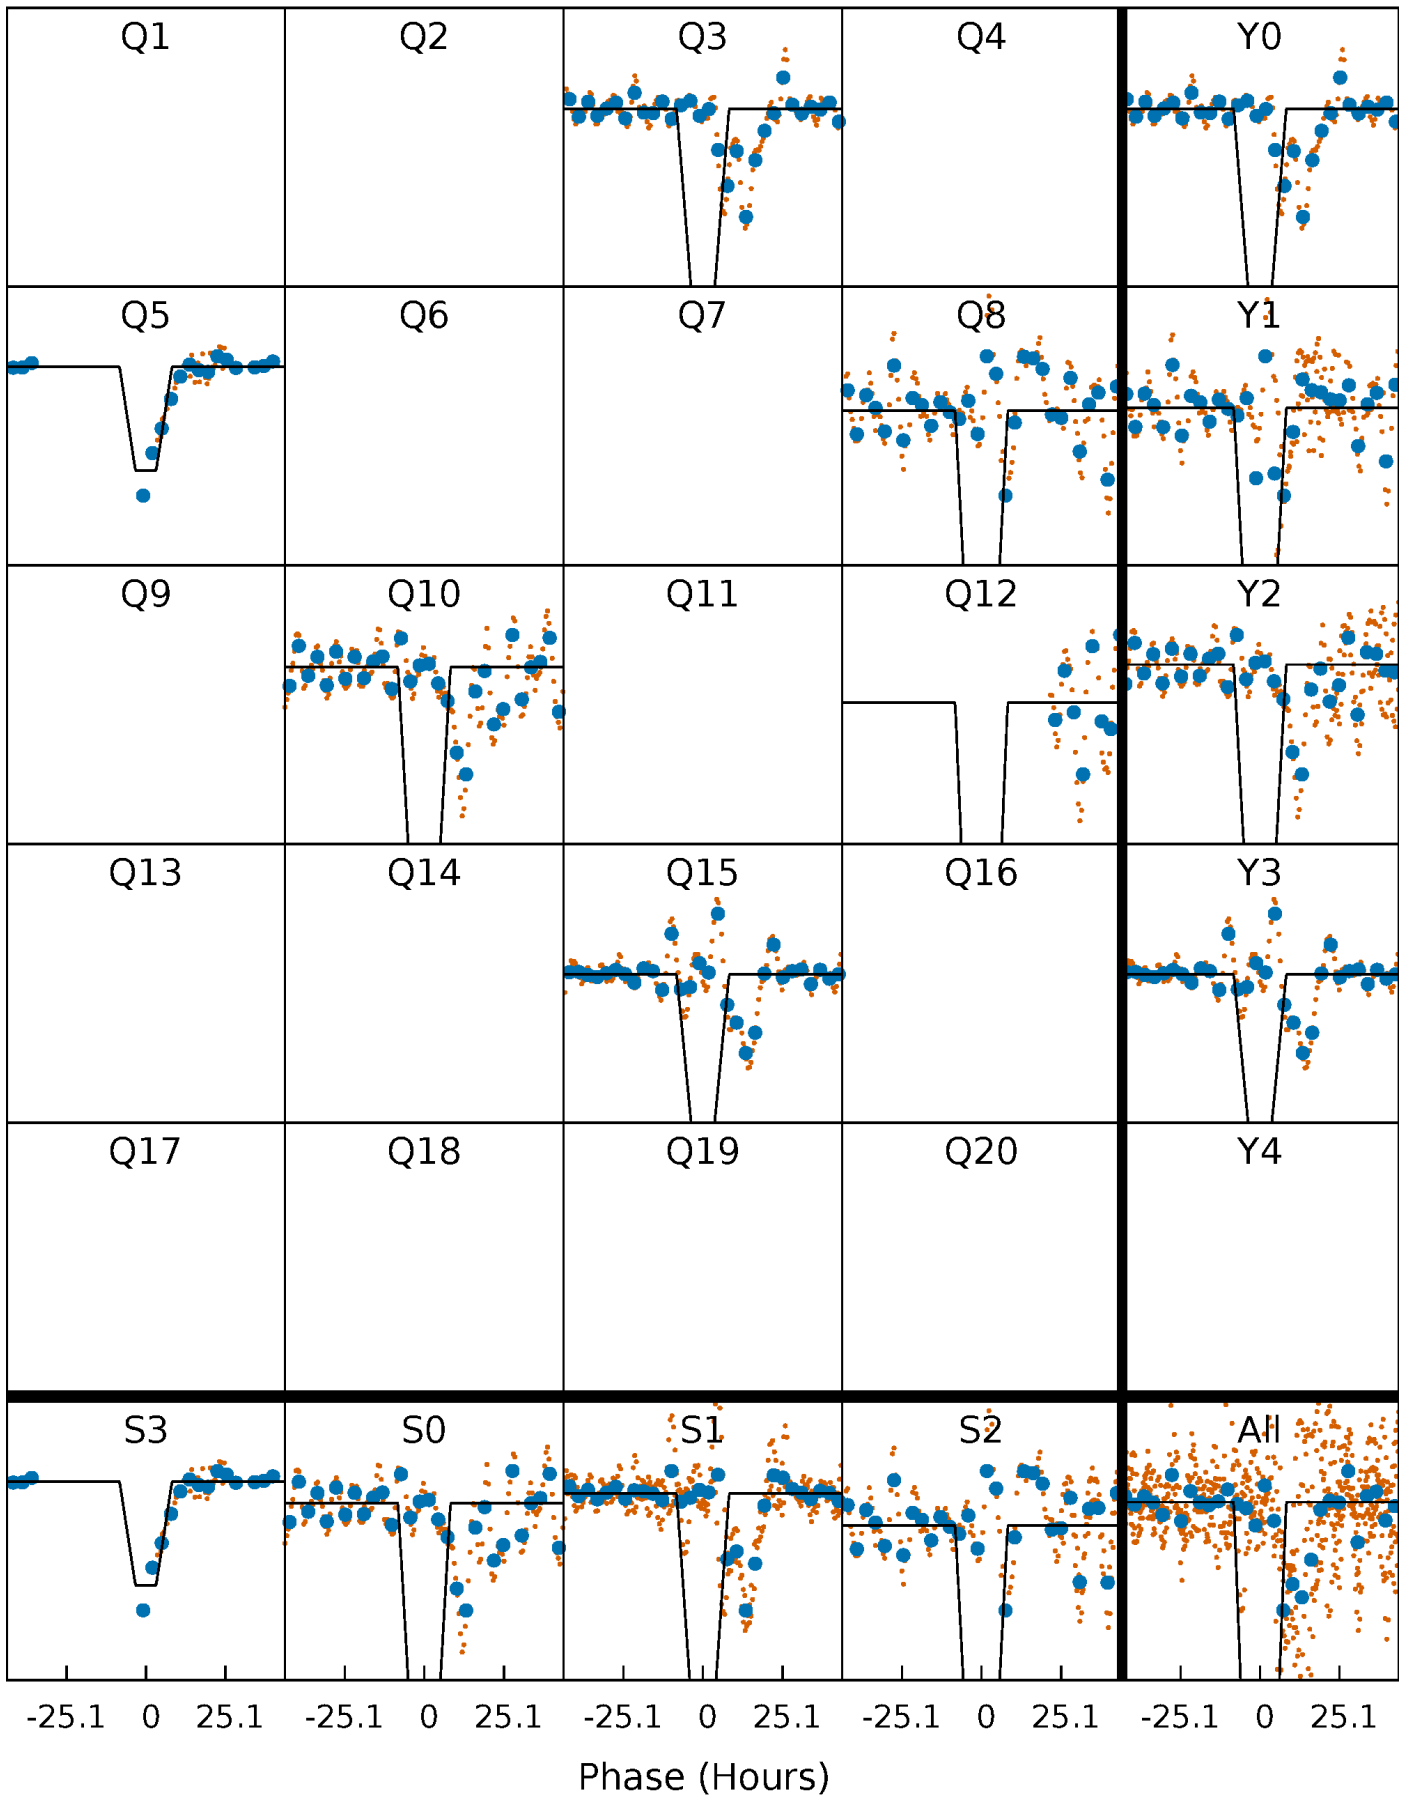 Q1 Q2 Q3 Q4 Y0
Q5 Q6 Q7 Q8 Y1
Q9 Q10 Q11 Q12 Y2
Q13 Q14 Q15 Q16 Y3
Q17 Q18 Q19 Q20 Y4
S3 S0 S1 S2 All
-25.1 0 25.1 -25.1 0 25.1 -25.1 0 25.1 -25.1 0 25.1 -25.1 0 25.1
Phase (Hours)